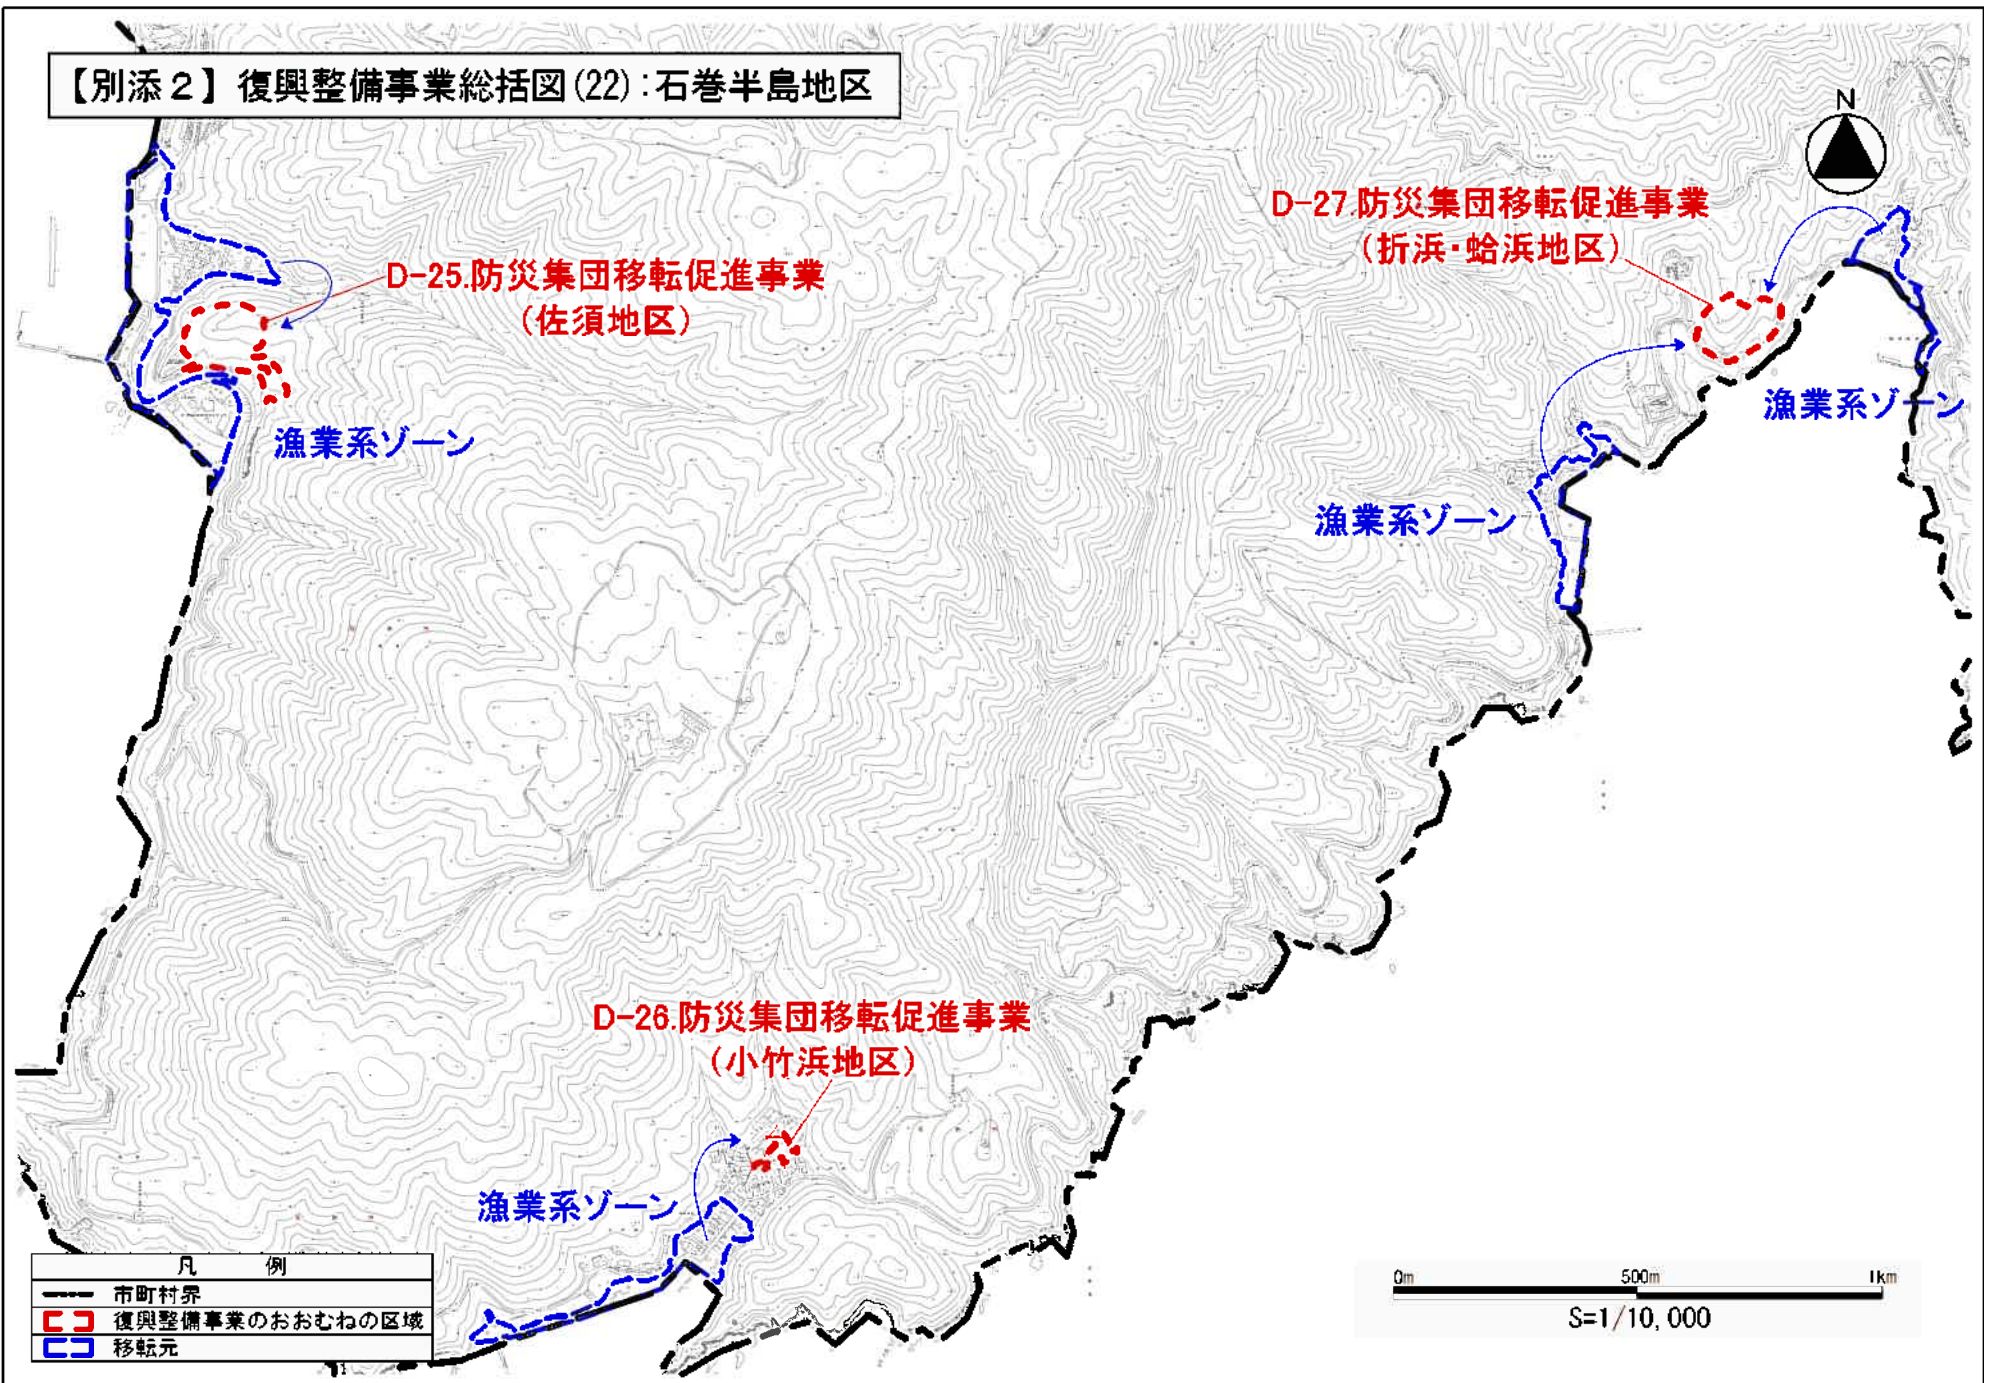 【別添２】復興整備事業総括図(22):石巻半島地区
N
D-27.防災集団移転促進事業
(折浜・蛤浜地区)
D-25.防災集団移転促進事業
(佐須地区)
漁業系ゾーン
漁業系ゾーン
漁業系ゾーン
D-26.防災集団移転促進事業
(小竹浜地区)
漁業系ゾーン
凡 例
市町村界
復興整備事業のおおむねの区域
移転元
0m 500m 1km
S=1/10,000